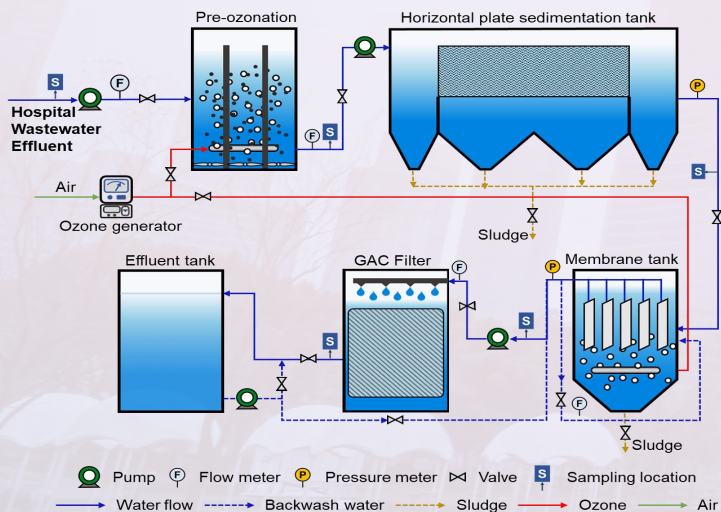 Pre-ozonation
Horizontal plate sedimentation tank
S
F
P
Hospital
Wastewater
Effluent
F
S
S
Air
Ozone generator
Sludge
Effluent tank
GAC Filter
F
P
Membrane tank
S
S
F
Sludge
Pump
F
Flow meter
P
Pressure meter
Valve
S
Sampling location
Water flow
Backwash water
Sludge
Ozone
Air